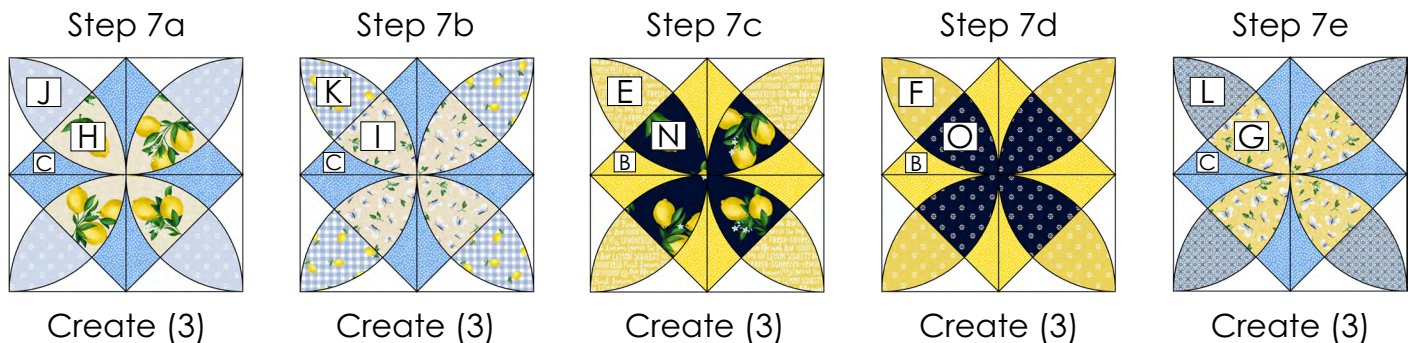 Step 7a
Step 7b
Step 7c
Step 7d
Step 7e
J
H
C
K
I
C
E
N
B
F
O
B
L
G
C
Create (3)
Create (3)
Create (3)
Create (3)
Create (3)